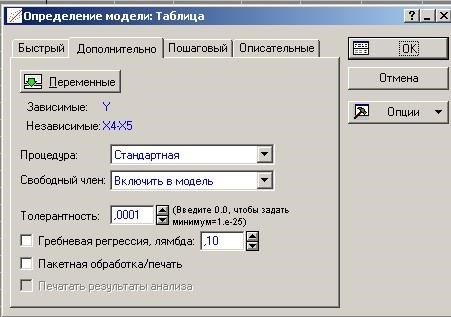 Определение модели: Таблица
Быстрый Дополнительно Пошаговый Описательные
OK
Отмена
Опции
Переменные
Зависимые: Y
Независимые: X4-X5
Процедура: Стандартная
Свободный член: Включить в модель
Толерантность: ,0001 (Введите 0.0, чтобы задать
минимум=1.e-25)
Гребневая регрессия, лямбда: ,10
Пакетная обработка/печать
Печатать результаты анализа